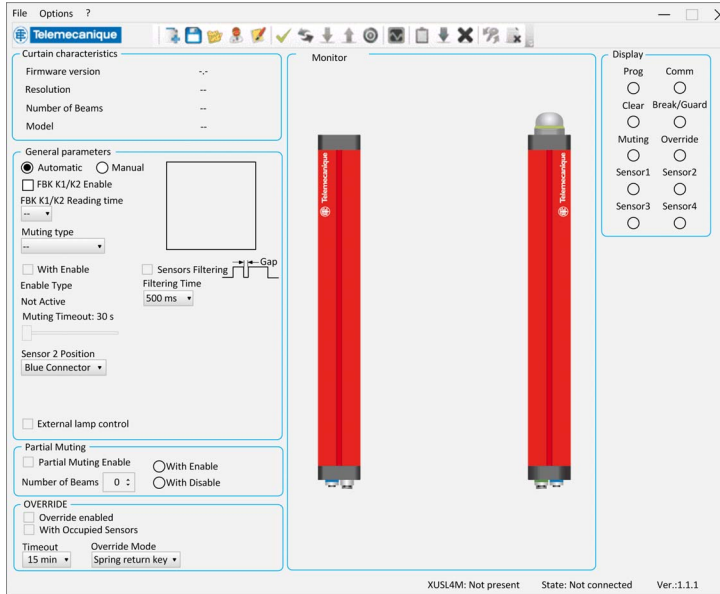 File Options ?
Telemecanique
Curtain characteristics
Firmware version -.-
Resolution --
Number of Beams --
Model --
General parameters
Automatic Manual
FBK K1/K2 Enable
FBK K1/K2 Reading time
--
Muting type
--
With Enable
Sensors Filtering
Gap
Enable Type
Filtering Time
Not Active
500 ms
Muting Timeout: 30 s
Sensor 2 Position
Blue Connector
External lamp control
Partial Muting
Partial Muting Enable
With Enable
Number of Beams 0
With Disable
OVERRIDE
Override enabled
With Occupied Sensors
Timeout Override Mode
15 min Spring return key
Monitor
Telemecanique
Telemecanique
Display
Prog Comm
Clear Break/Guard
Muting Override
Sensor1 Sensor2
Sensor3 Sensor4
XUSL4M: Not present State: Not connected Ver.:1.1.1